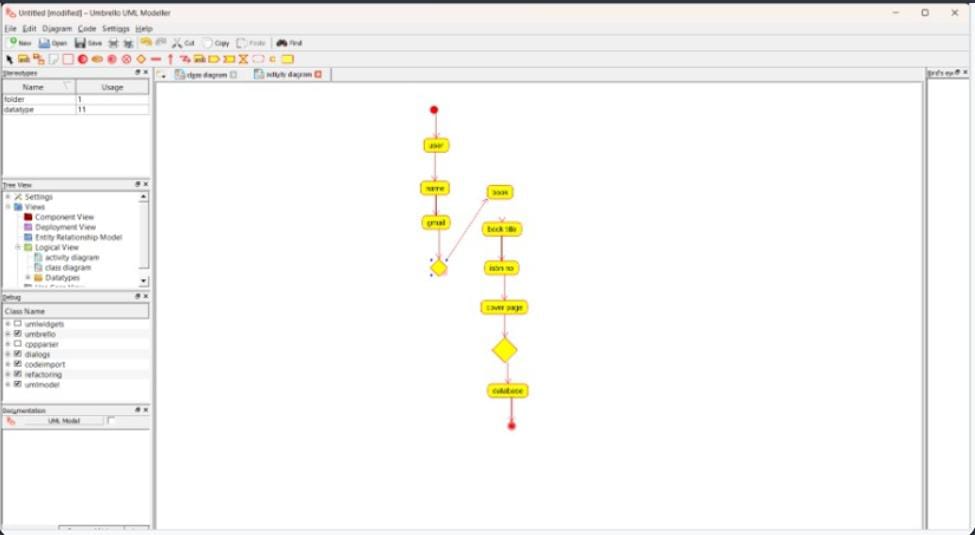 Untitled [modified] – Umbrello UML Modeller
File Edit Diagram Code Settings Help
New Open Save Cut Copy Paste Find
Stereotypes
class diagram activity diagram
Bird's ey
Name Usage
folder 1
datatype 11
Tree View
Settings
Views
Component View
Deployment View
Entity Relationship Model
Logical View
activity diagram
class diagram
Datatypes
Debug
Class Name
umlwidgets
umbrello
cppparser
dialogs
codeimport
refactoring
umlmodel
Documentation
UML Model
user
name
gmail
book
book title
isbn no
cover page
database